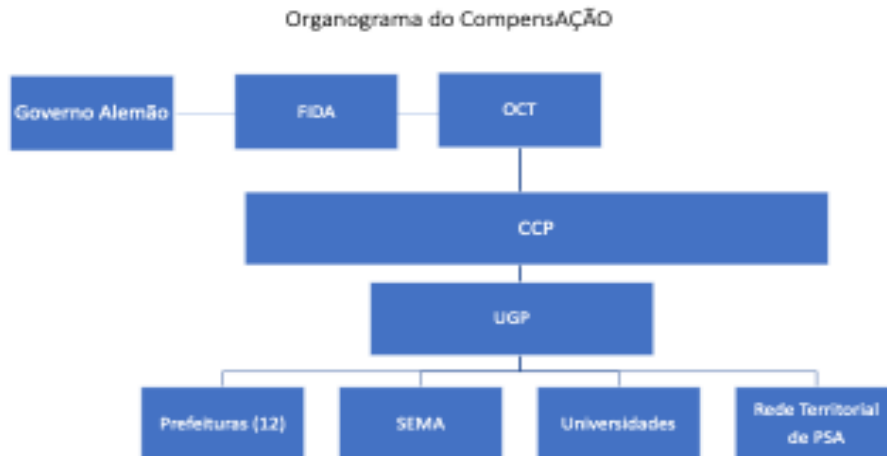 Organograma do CompensAÇÃO
Governo Alemão
FIDA
OCT
CCP
UGP
Prefeituras (12)
SEMA
Universidades
Rede Territorial
de PSA